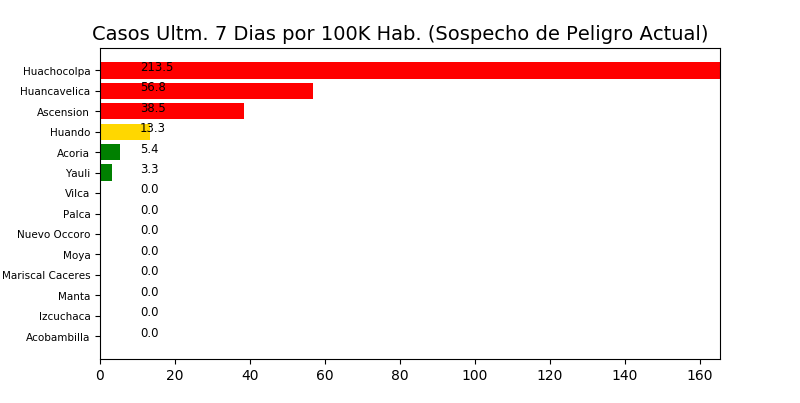 Casos Ultm. 7 Dias por 100K Hab. (Sospecho de Peligro Actual)
Huachocolpa 213.5
Huancavelica 56.8
Ascension 38.5
Huando 13.3
Acoria 5.4
Yauli 3.3
Vilca 0.0
Palca 0.0
Nuevo Occoro 0.0
Moya 0.0
Mariscal Caceres 0.0
Manta 0.0
Izcuchaca 0.0
Acobambilla 0.0
0 20 40 60 80 100 120 140 160